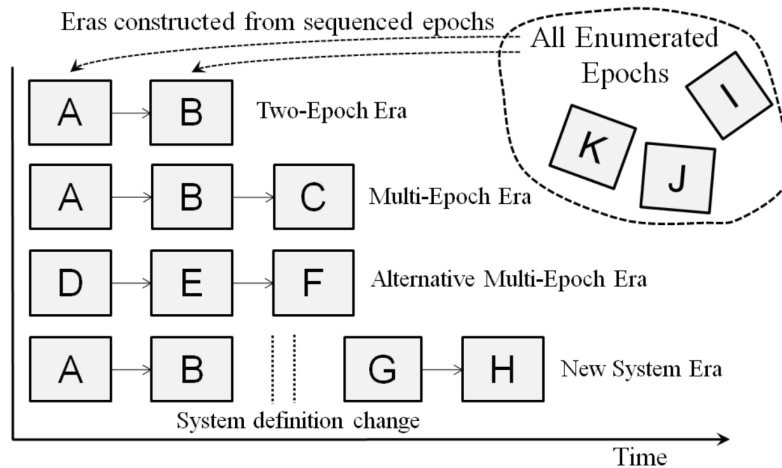 Eras constructed from sequenced epochs
All Enumerated
Epochs
I
K
J
A
B
Two-Epoch Era
A
B
C
Multi-Epoch Era
D
E
F
Alternative Multi-Epoch Era
A
B
G
H
New System Era
System definition change
Time